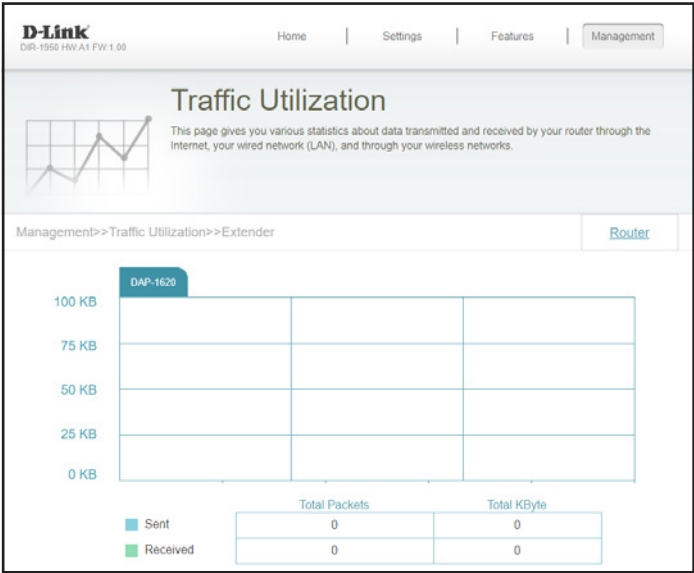 D-Link
DIR-1950 HW:A1 FW:1.00
Home | Settings | Features | Management
Traffic Utilization
This page gives you various statistics about data transmitted and received by your router through the
Internet, your wired network (LAN), and through your wireless networks.
Management>>Traffic Utilization>>Extender
Router
DAP-1620
100 KB
75 KB
50 KB
25 KB
0 KB
Total Packets Total KByte
Sent 0 0
Received 0 0